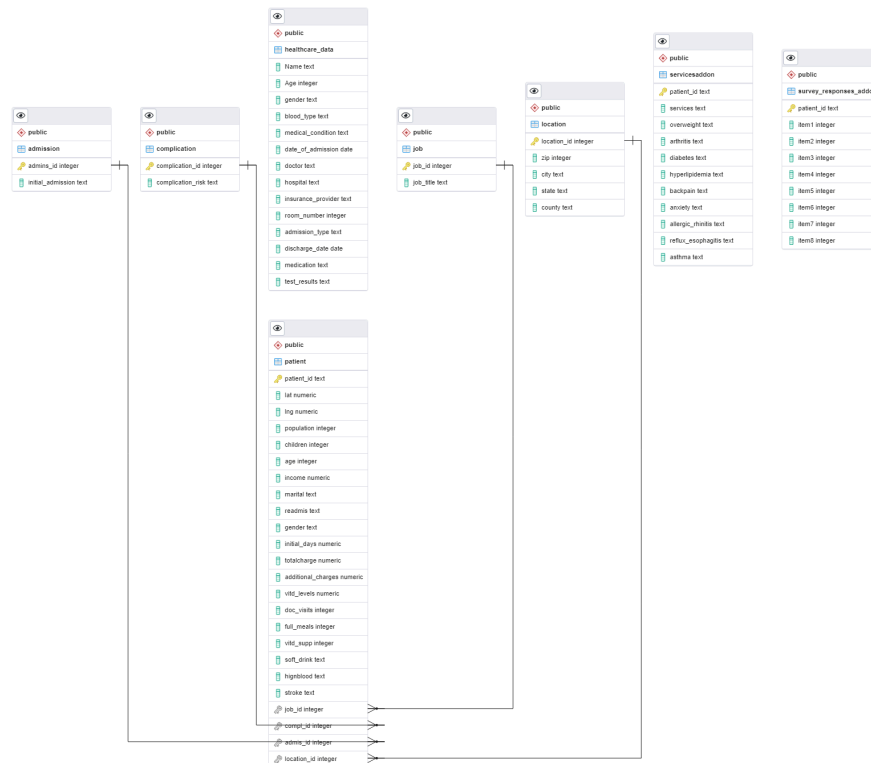 public
healthcare_data
Name text
Age integer
gender text
blood_type text
medical_condition text
date_of_admission date
doctor text
hospital text
insurance_provider text
room_number integer
admission_type text
discharge_date date
medication text
test_results text
public
admission
admins_id integer
initial_admission text
public
complication
complication_id integer
complication_risk text
public
job
job_id integer
job_title text
public
location
location_id integer
zip integer
city text
state text
county text
public
servicesaddon
patient_id text
services text
overweight text
arthritis text
diabetes text
hyperlipidemia text
backpain text
anxiety text
allergic_rhinitis text
reflux_esophagitis text
asthma text
public
survey_responses_addo
patient_id text
item1 integer
item2 integer
item3 integer
item4 integer
item5 integer
item6 integer
item7 integer
item8 integer
public
patient
patient_id text
lat numeric
lng numeric
population integer
children integer
age integer
income numeric
marital text
readmis text
gender text
initial_days numeric
totalcharge numeric
additional_charges numeric
vitd_levels numeric
doc_visits integer
full_meals integer
vitd_supp integer
soft_drink text
hignblood text
stroke text
job_id integer
compl_id integer
admis_id integer
location_id integer